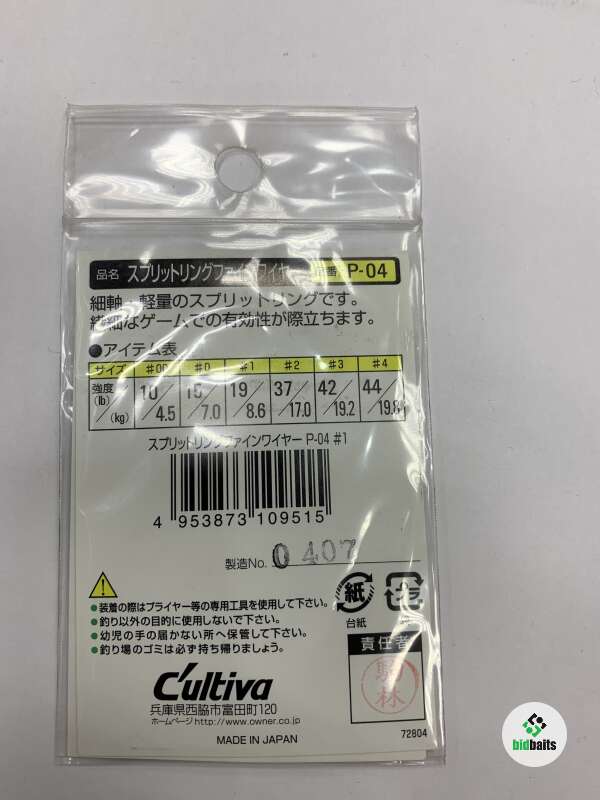 品名 スプリットリングファインワイヤー 品番 P-04
細軸・軽量のスプリットリングです。
繊細なゲームでの有効性が際立ちます。
●アイテム表
サイズ #00 #0 #1 #2 #3 #4
強度(lb)/(kg) 10/4.5 15/7.0 19/8.6 37/17.0 42/19.2 44/19.8
スプリットリングファインワイヤー P-04 #1
4 953873 109515
製造No. 0407
●装着の際はプライヤー等の専用工具を使用して下さい。
●釣り以外の目的に使用しないで下さい。
●幼児の手の届かない所へ保管して下さい。
●釣り場のゴミは必ず持ち帰りましょう。
紙
台紙
プラ
責任者
林
C'ultiva
兵庫県西脇市富田町120
ホームページhttp://www.owner.co.jp
MADE IN JAPAN
72804
bidbaits